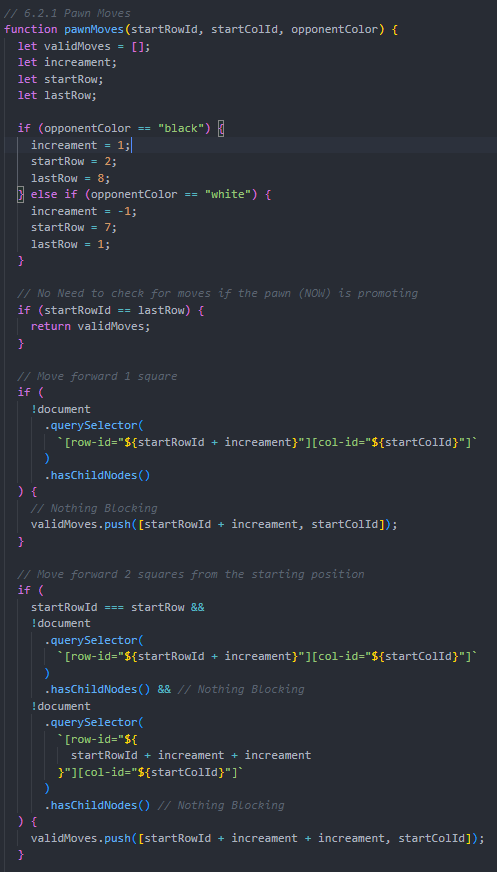 // 6.2.1 Pawn Moves
function pawnMoves(startRowId, startColId, opponentColor) {
let validMoves = [];
let increament;
let startRow;
let lastRow;
if (opponentColor == "black") {
increament = 1;
startRow = 2;
lastRow = 8;
} else if (opponentColor == "white") {
increament = -1;
startRow = 7;
lastRow = 1;
}
// No Need to check for moves if the pawn (NOW) is promoting
if (startRowId == lastRow) {
return validMoves;
}
// Move forward 1 square
if (
!document
.querySelector(
`[row-id="${startRowId + increament}"][col-id="${startColId}"]`
)
.hasChildNodes()
) {
// Nothing Blocking
validMoves.push([startRowId + increament, startColId]);
}
// Move forward 2 squares from the starting position
if (
startRowId === startRow &&
!document
.querySelector(
`[row-id="${startRowId + increament}"][col-id="${startColId}"]`
)
.hasChildNodes() && // Nothing Blocking
!document
.querySelector(
`[row-id="${
startRowId + increament + increament
}"][col-id="${startColId}"]`
)
.hasChildNodes() // Nothing Blocking
) {
validMoves.push([startRowId + increament + increament, startColId]);
}